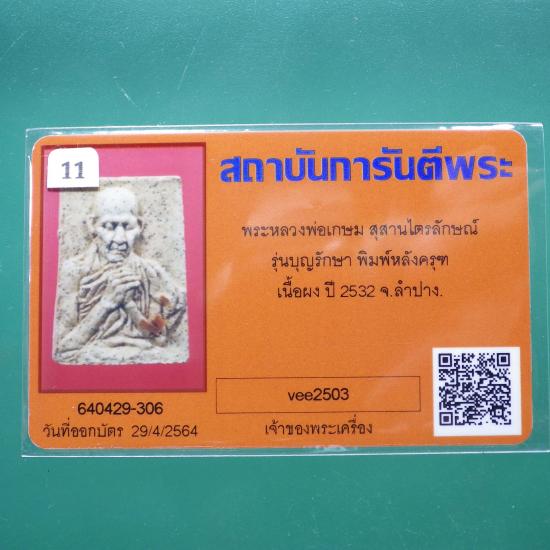 11
สถาบันการันตีพระ
พระหลวงพ่อเกษม สุสานไตรลักษณ์
รุ่นบุญรักษา พิมพ์หลังครุฑ
เนื้อผง ปี 2532 จ.ลำปาง.
vee2503
640429-306
วันที่ออกบัตร 29/4/2564
เจ้าของพระเครื่อง